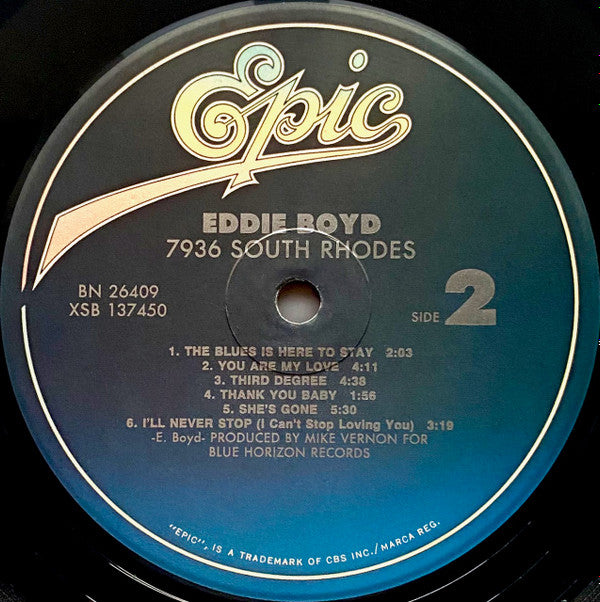 Epic
EDDIE BOYD
7936 SOUTH RHODES
BN 26409
XSB 137450
SIDE 2
1. THE BLUES IS HERE TO STAY 2:03
2. YOU ARE MY LOVE 4:11
3. THIRD DEGREE 4:38
4. THANK YOU BABY 1:56
5. SHE'S GONE 5:30
6. I'LL NEVER STOP (I Can't Stop Loving You) 3:19
-E. Boyd- PRODUCED BY MIKE VERNON FOR
BLUE HORIZON RECORDS
"EPIC", IS A TRADEMARK OF CBS INC./MARCA REG.